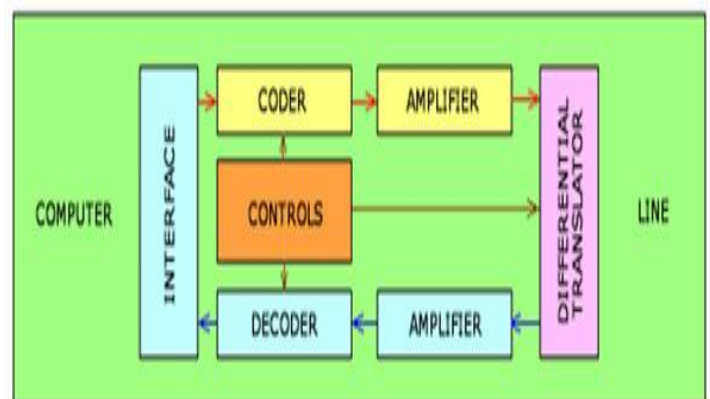 CODER
AMPLIFIER
COMPUTER
INTERFACE
CONTROLS
DIFFERENTIAL
TRANSLATOR
LINE
DECODER
AMPLIFIER